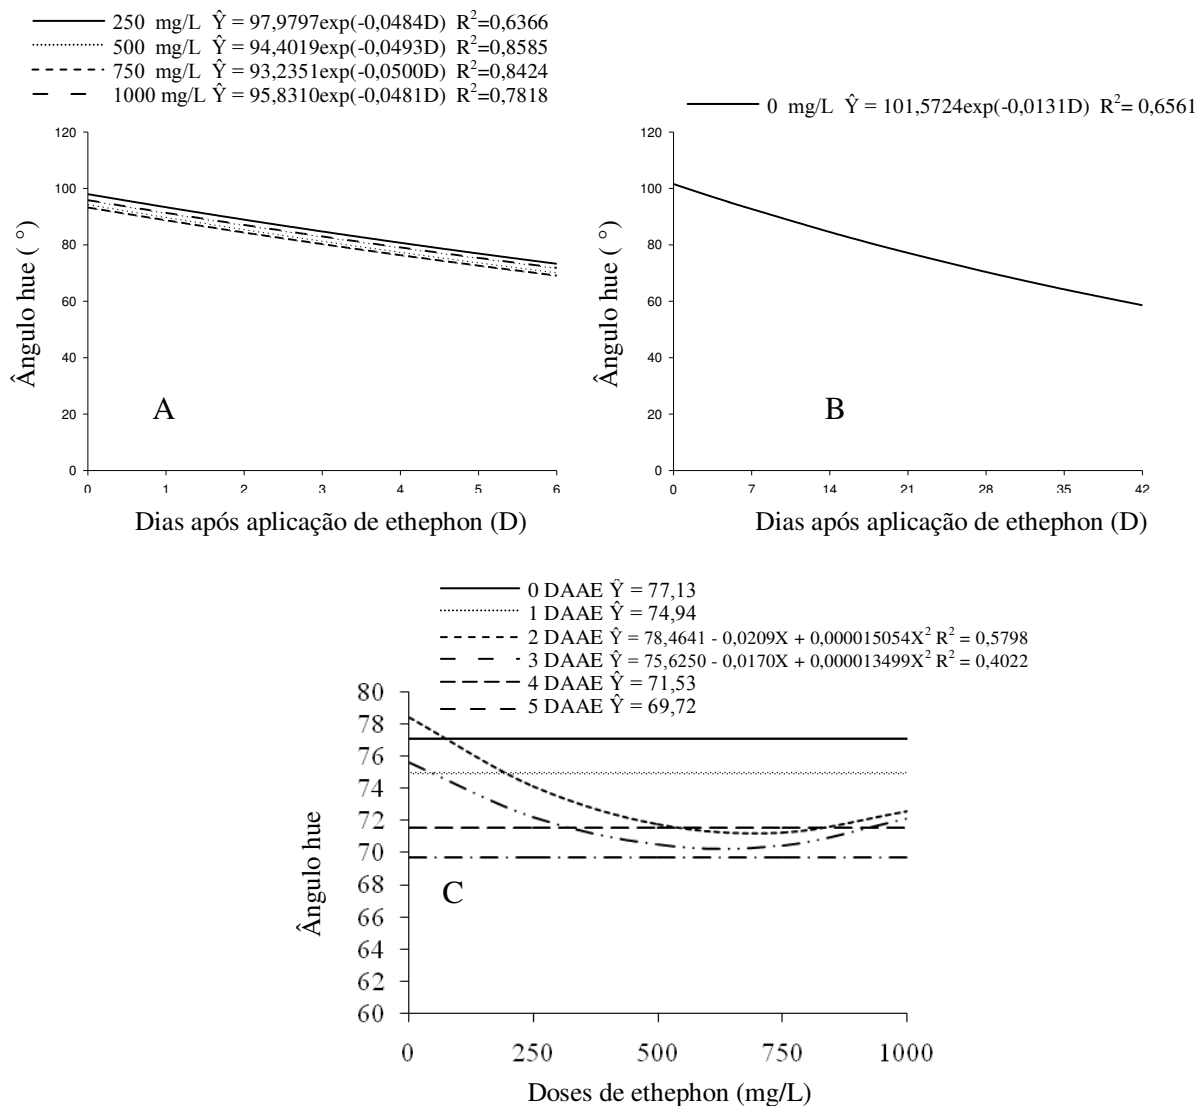 250 mg/L Ŷ = 97,9797exp(-0,0484D) R²=0,6366
500 mg/L Ŷ = 94,4019exp(-0,0493D) R²=0,8585
750 mg/L Ŷ = 93,2351exp(-0,0500D) R²=0,8424
1000 mg/L Ŷ = 95,8310exp(-0,0481D) R²=0,7818
120
100
80
60
40
20
0
Ângulo hue ( °)
A
0 1 2 3 4 5 6
Dias após aplicação de ethephon (D)
0 mg/L Ŷ = 101,5724exp(-0,0131D) R²= 0,6561
120
100
80
60
40
20
0
Ângulo hue ( °)
B
0 7 14 21 28 35 42
Dias após aplicação de ethephon (D)
0 DAAE Ŷ = 77,13
1 DAAE Ŷ = 74,94
2 DAAE Ŷ = 78,4641 - 0,0209X + 0,000015054X² R² = 0,5798
3 DAAE Ŷ = 75,6250 - 0,0170X + 0,000013499X² R² = 0,4022
4 DAAE Ŷ = 71,53
5 DAAE Ŷ = 69,72
80
78
76
74
72
70
68
66
64
62
60
Ângulo hue
C
0 250 500 750 1000
Doses de ethephon (mg/L)